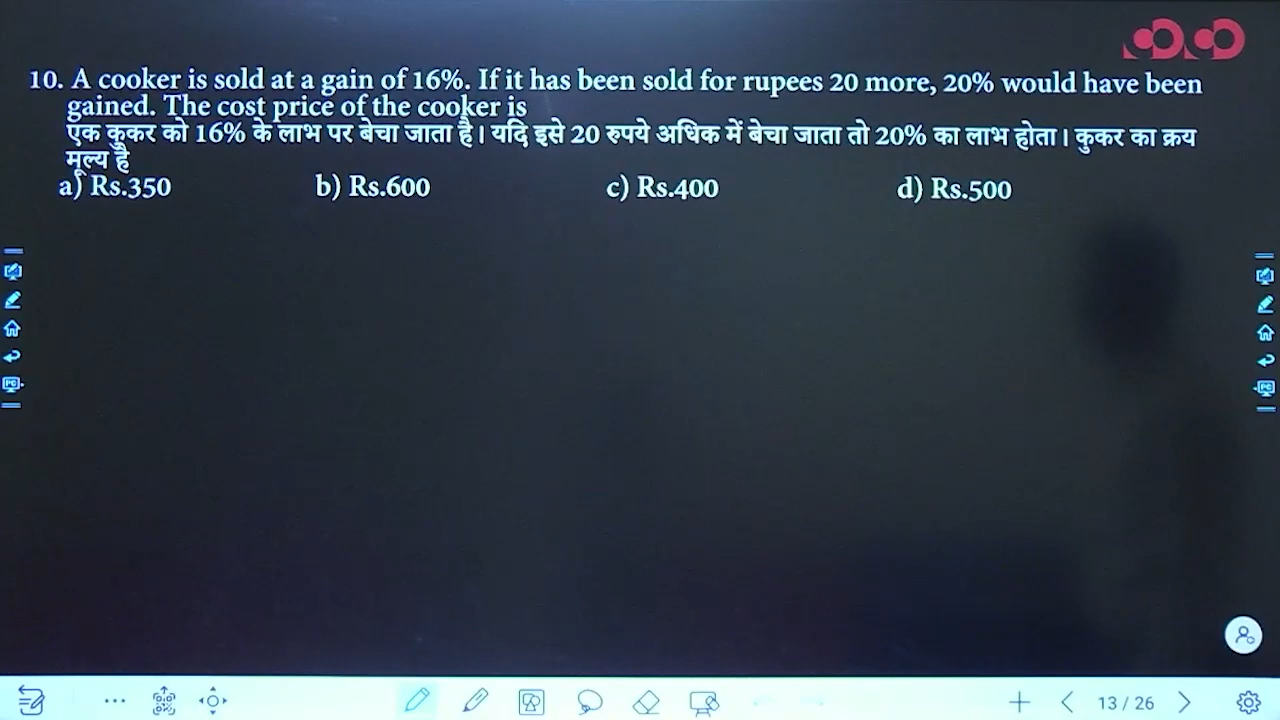 10. A cooker is sold at a gain of 16%. If it has been sold for rupees 20 more, 20% would have been
gained. The cost price of the cooker is
एक कुकर को 16% के लाभ पर बेचा जाता है। यदि इसे 20 रुपये अधिक में बेचा जाता तो 20% का लाभ होता। कुकर का क्रय
मूल्य है
a) Rs.350 b) Rs.600 c) Rs.400 d) Rs.500
PC PC
13 / 26